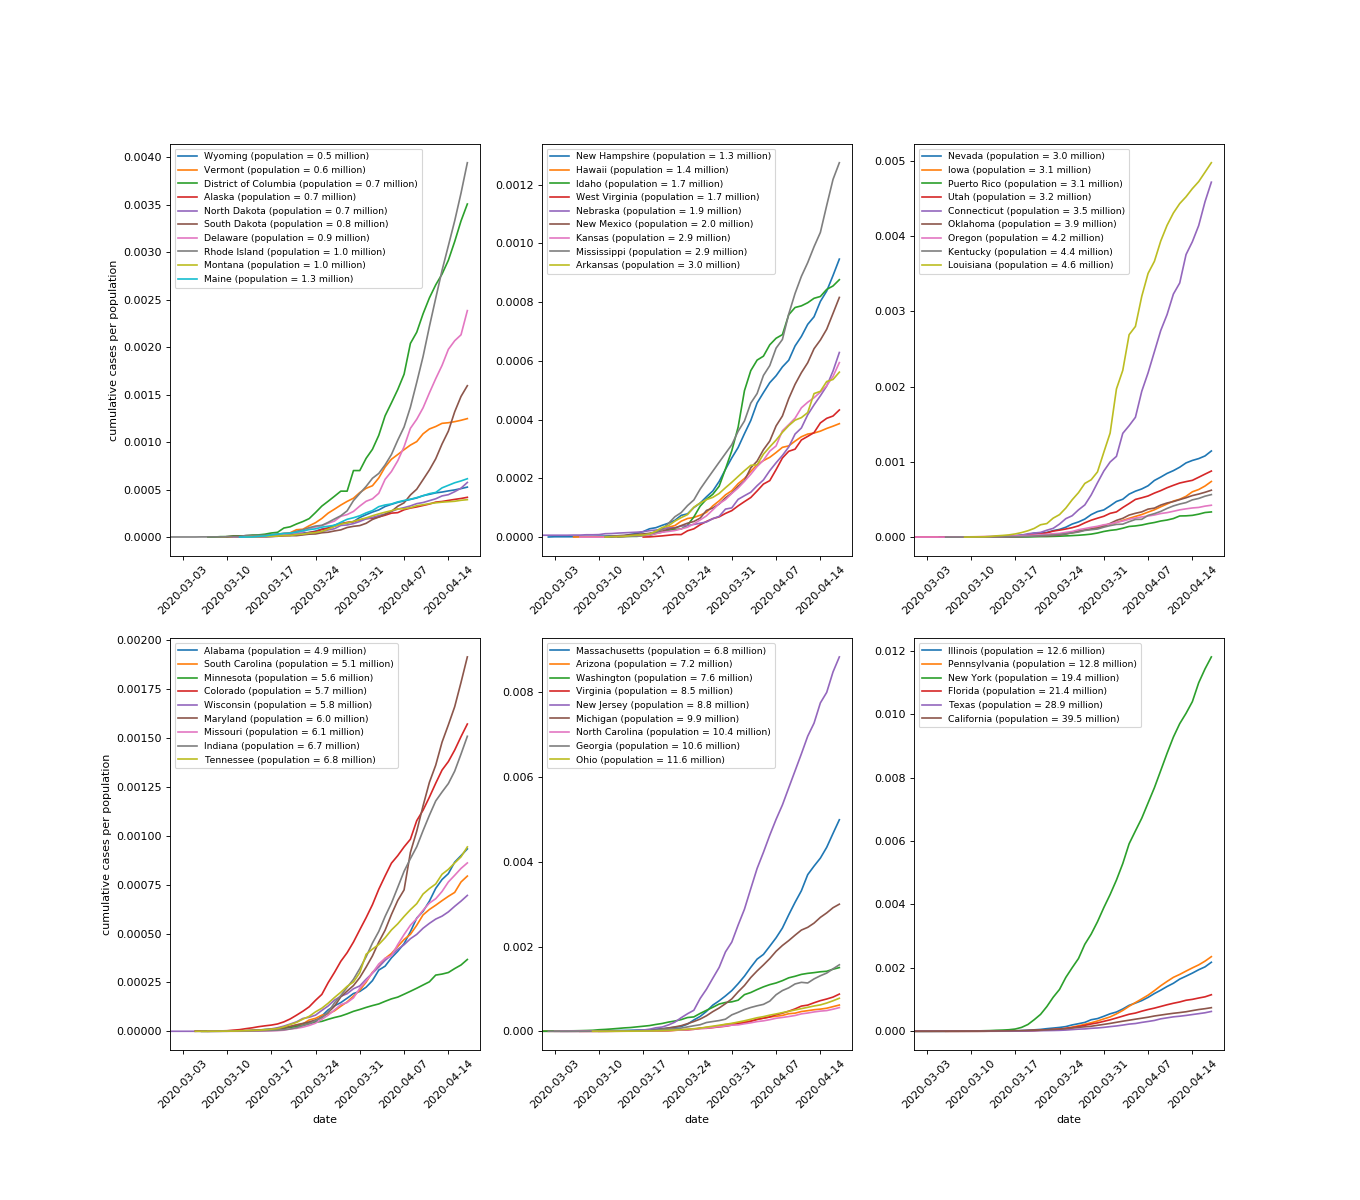 cumulative cases per population
0.0040
0.0035
0.0030
0.0025
0.0020
0.0015
0.0010
0.0005
0.0000
Wyoming (population = 0.5 million)
Vermont (population = 0.6 million)
District of Columbia (population = 0.7 million)
Alaska (population = 0.7 million)
North Dakota (population = 0.7 million)
South Dakota (population = 0.8 million)
Delaware (population = 0.9 million)
Rhode Island (population = 1.0 million)
Montana (population = 1.0 million)
Maine (population = 1.3 million)
2020-03-03
2020-03-10
2020-03-17
2020-03-24
2020-03-31
2020-04-07
2020-04-14
0.0012
0.0010
0.0008
0.0006
0.0004
0.0002
0.0000
New Hampshire (population = 1.3 million)
Hawaii (population = 1.4 million)
Idaho (population = 1.7 million)
West Virginia (population = 1.7 million)
Nebraska (population = 1.9 million)
New Mexico (population = 2.0 million)
Kansas (population = 2.9 million)
Mississippi (population = 2.9 million)
Arkansas (population = 3.0 million)
2020-03-03
2020-03-10
2020-03-17
2020-03-24
2020-03-31
2020-04-07
2020-04-14
0.005
0.004
0.003
0.002
0.001
0.000
Nevada (population = 3.0 million)
Iowa (population = 3.1 million)
Puerto Rico (population = 3.1 million)
Utah (population = 3.2 million)
Connecticut (population = 3.5 million)
Oklahoma (population = 3.9 million)
Oregon (population = 4.2 million)
Kentucky (population = 4.4 million)
Louisiana (population = 4.6 million)
2020-03-03
2020-03-10
2020-03-17
2020-03-24
2020-03-31
2020-04-07
2020-04-14
cumulative cases per population
0.00200
0.00175
0.00150
0.00125
0.00100
0.00075
0.00050
0.00025
0.00000
Alabama (population = 4.9 million)
South Carolina (population = 5.1 million)
Minnesota (population = 5.6 million)
Colorado (population = 5.7 million)
Wisconsin (population = 5.8 million)
Maryland (population = 6.0 million)
Missouri (population = 6.1 million)
Indiana (population = 6.7 million)
Tennessee (population = 6.8 million)
2020-03-03
2020-03-10
2020-03-17
2020-03-24
2020-03-31
2020-04-07
2020-04-14
date
0.008
0.006
0.004
0.002
0.000
Massachusetts (population = 6.8 million)
Arizona (population = 7.2 million)
Washington (population = 7.6 million)
Virginia (population = 8.5 million)
New Jersey (population = 8.8 million)
Michigan (population = 9.9 million)
North Carolina (population = 10.4 million)
Georgia (population = 10.6 million)
Ohio (population = 11.6 million)
2020-03-03
2020-03-10
2020-03-17
2020-03-24
2020-03-31
2020-04-07
2020-04-14
date
0.012
0.010
0.008
0.006
0.004
0.002
0.000
Illinois (population = 12.6 million)
Pennsylvania (population = 12.8 million)
New York (population = 19.4 million)
Florida (population = 21.4 million)
Texas (population = 28.9 million)
California (population = 39.5 million)
2020-03-03
2020-03-10
2020-03-17
2020-03-24
2020-03-31
2020-04-07
2020-04-14
date